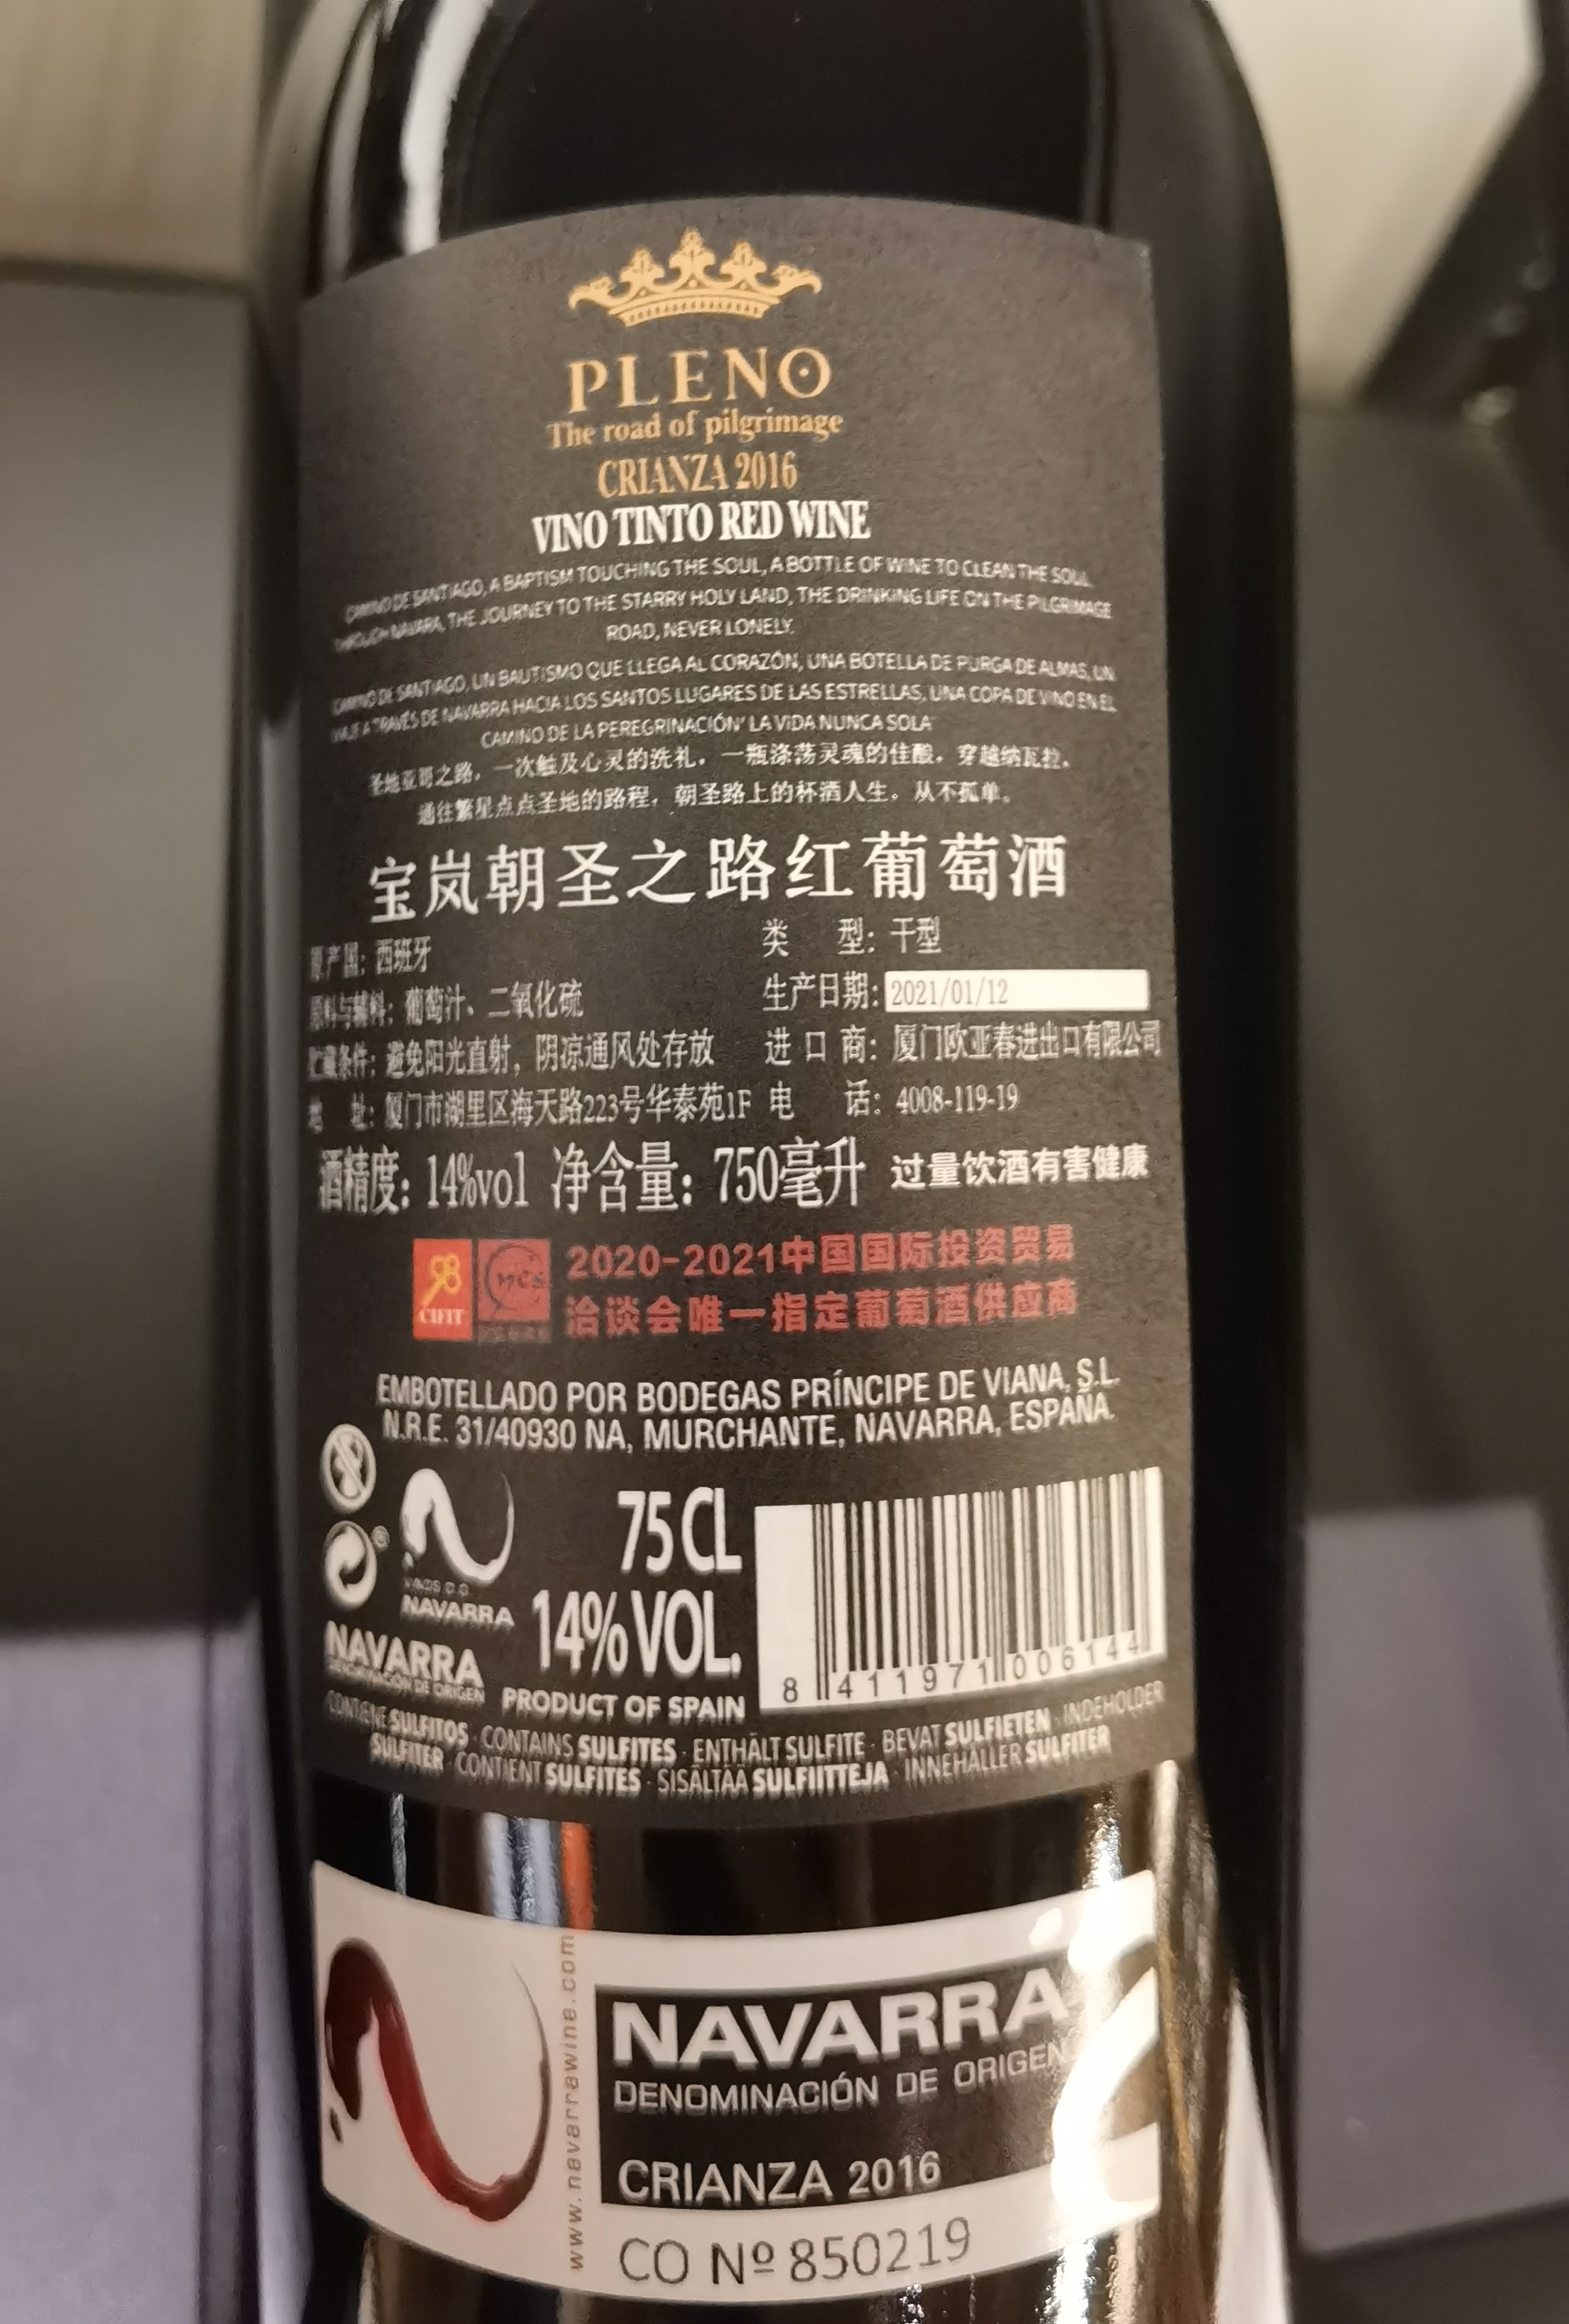 PLENO
The road of pilgrimage
CRIANZA 2016
VINO TINTO RED WINE
CAMINO DE SANTIAGO, A BAPTISM TOUCHING THE SOUL, A BOTTLE OF WINE TO CLEAN THE SOUL
THROUGH NAVARA, THE JOURNEY TO THE STARRY HOLY LAND, THE DRINKING LIFE ON THE PILGRIMAGE
ROAD, NEVER LONELY.
CAMINO DE SANTIAGO, UN BAUTISMO QUE LLEGA AL CORAZÓN, UNA BOTELLA DE PURGA DE ALMAS, UN
VIAJE A TRAVÉS DE NAVARRA HACIA LOS SANTOS LUGARES DE LAS ESTRELLAS, UNA COPA DE VINO EN EL
CAMINO DE LA PEREGRINACIÓN' LA VIDA NUNCA SOLA
圣地亚哥之路，一次触及心灵的洗礼，一瓶涤荡灵魂的佳酿，穿越纳瓦拉，
通往繁星点点圣地的路程，朝圣路上的杯酒人生。从不孤单。
宝岚朝圣之路红葡萄酒
原产国：西班牙 类 型：干型
原料与辅料：葡萄汁、二氧化硫 生产日期：2021/01/12
贮藏条件：避免阳光直射，阴凉通风处存放 进口商：厦门欧亚春进出口有限公司
地 址：厦门市湖里区海天路223号华泰苑1F 电 话：4008-119-19
酒精度：14%vol 净含量：750毫升 过量饮酒有害健康
98 CIFIT
2020-2021中国国际投资贸易
洽谈会唯一指定葡萄酒供应商
EMBOTELLADO POR BODEGAS PRÍNCIPE DE VIANA, S.L.
N.R.E. 31/40930 NA, MURCHANTE, NAVARRA, ESPAÑA.
75 CL
14% VOL.
VINOS D.O.
NAVARRA
NAVARRA
DENOMINACIÓN DE ORIGEN
PRODUCT OF SPAIN
8 411971 006144
CONTIENE SULFITOS · CONTAINS SULFITES · ENTHÄLT SULFITE · BEVAT SULFIETEN · INDEHOLDER
SULFITER · CONTIENT SULFITES · SISÄLTÄÄ SULFIITTEJA · INNEHÅLLER SULFITER
www.navarrawine.com
NAVARRA
DENOMINACIÓN DE ORIGEN
CRIANZA 2016
CO Nº 850219